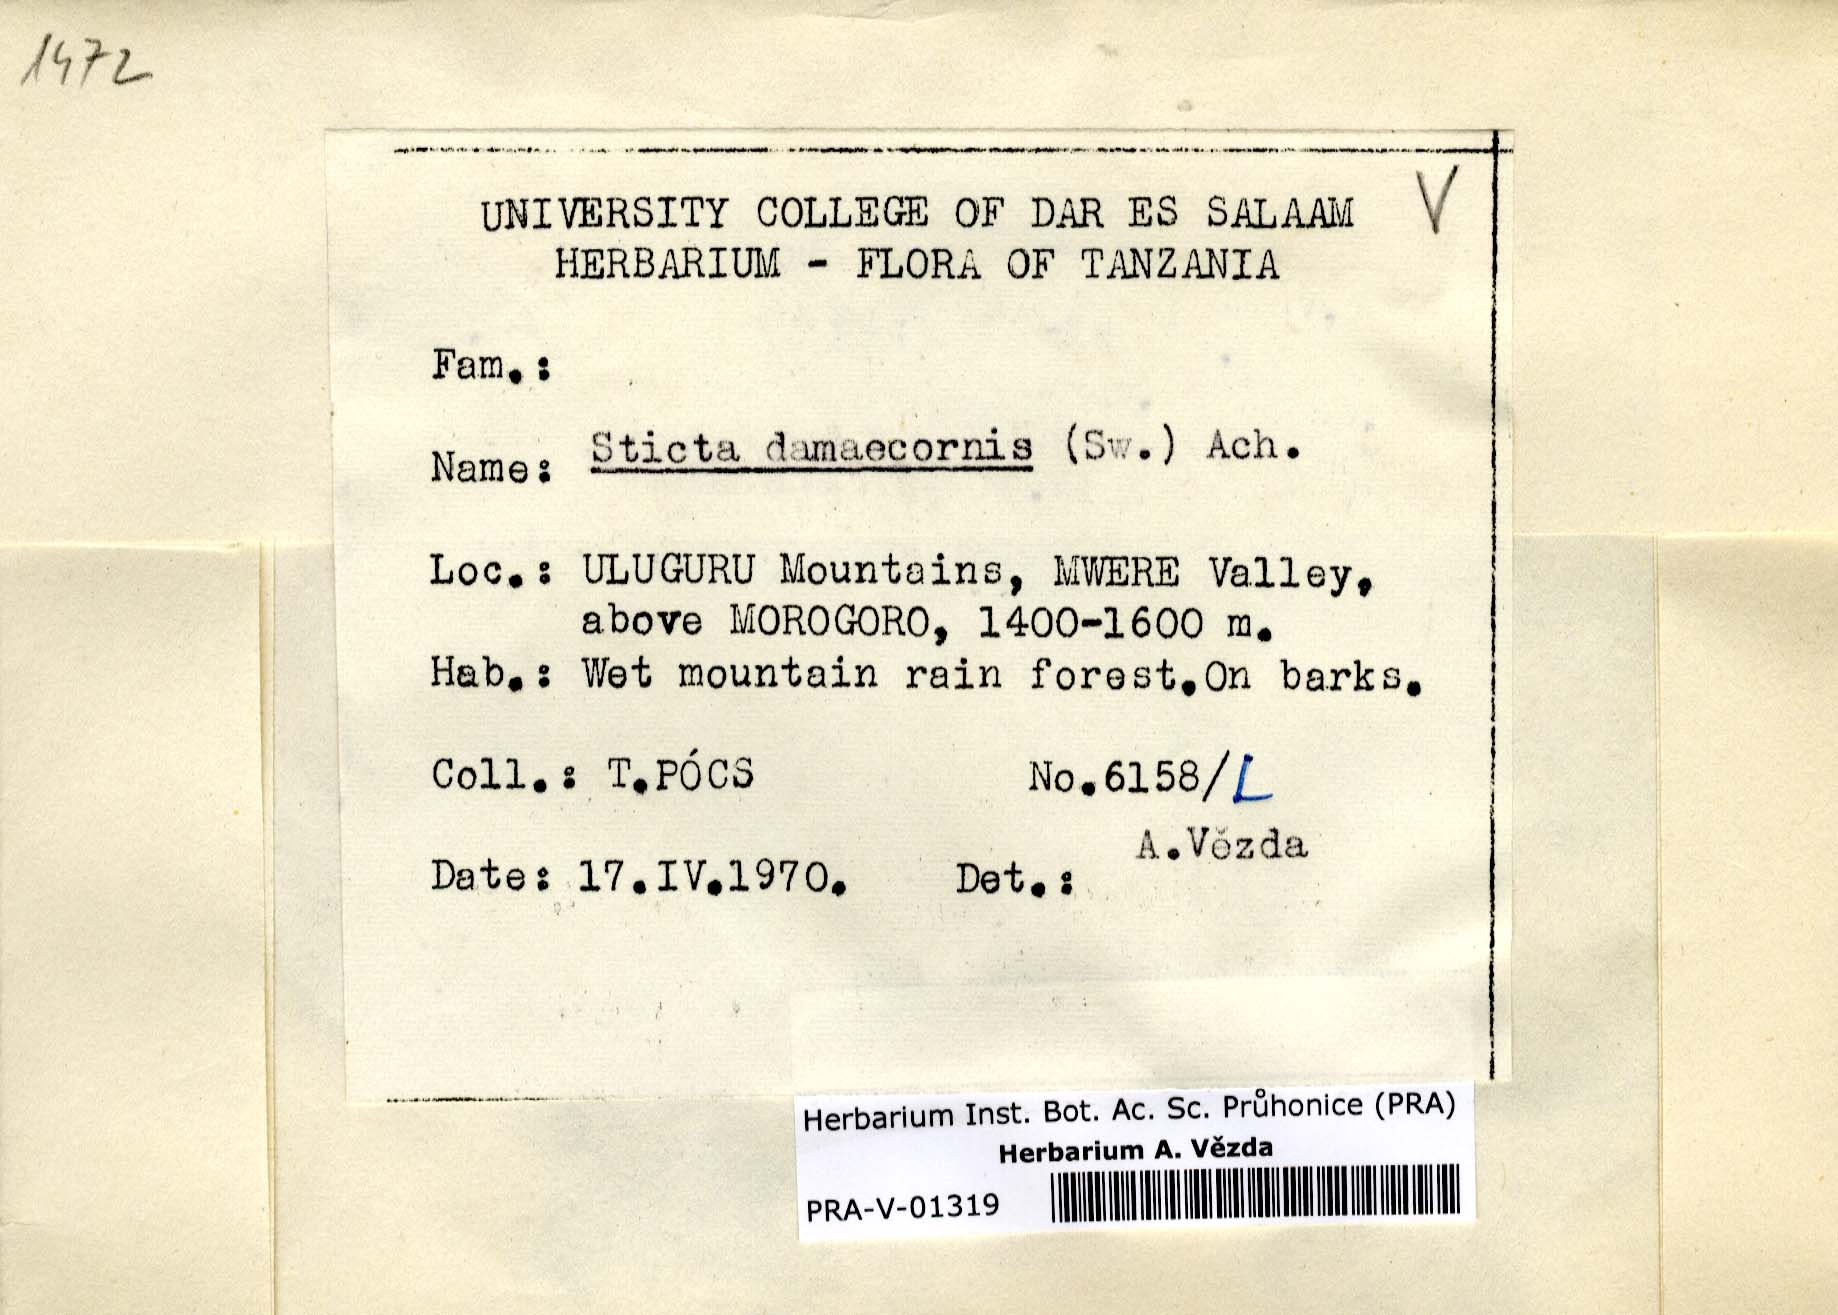 1472
V
UNIVERSITY COLLEGE OF DAR ES SALAAM
HERBARIUM - FLORA OF TANZANIA
Fam.:
Name: Sticta damaecornis (Sw.) Ach.
Loc.: ULUGURU Mountains, MWERE Valley,
above MOROGORO, 1400-1600 m.
Hab.: Wet mountain rain forest.On barks.
Coll.: T.PÓCS No.6158/L
Date: 17.IV.1970. Det.: A.Vězda
Herbarium Inst. Bot. Ac. Sc. Průhonice (PRA)
Herbarium A. Vězda
PRA-V-01319